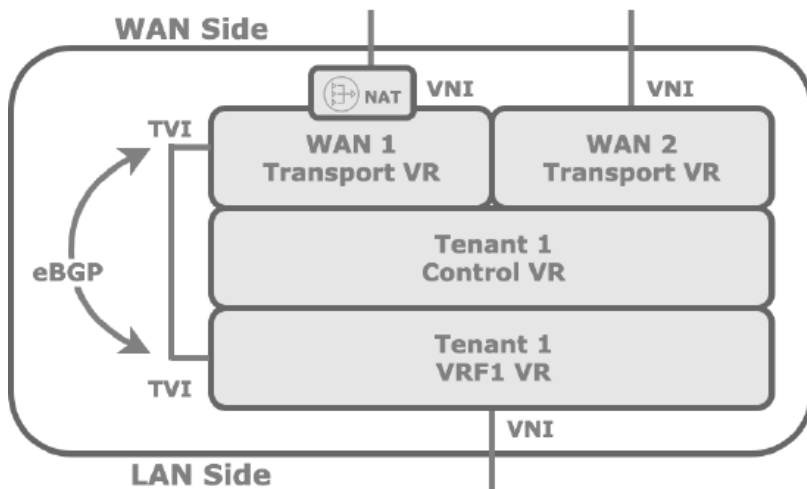 WAN Side
NAT
VNI
VNI
TVI
WAN 1
Transport VR
WAN 2
Transport VR
Tenant 1
Control VR
eBGP
Tenant 1
VRF1 VR
TVI
VNI
LAN Side